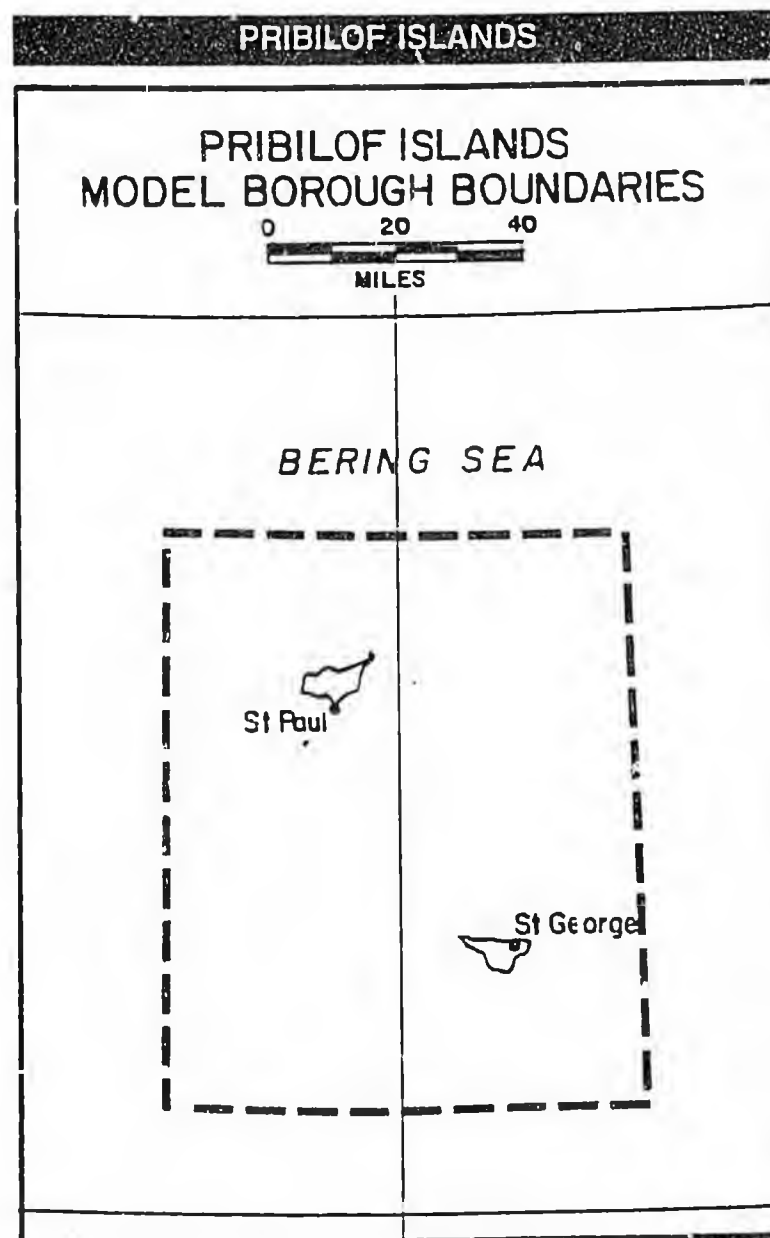 PRIBILOF ISLANDS
PRIBILOF ISLANDS
MODEL BOROUGH BOUNDARIES
0 20 40
MILES
BERING SEA
St Paul
St George